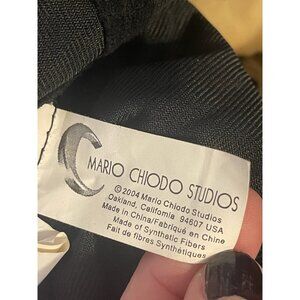 MARIO CHIODO STUDIOS
© 2004 Mario Chiodo Studios
Oakland, California 94607 USA
Made in China/Fabriqué en Chine
Made of Synthetic Fibers
Fait de fibres Synthétiques